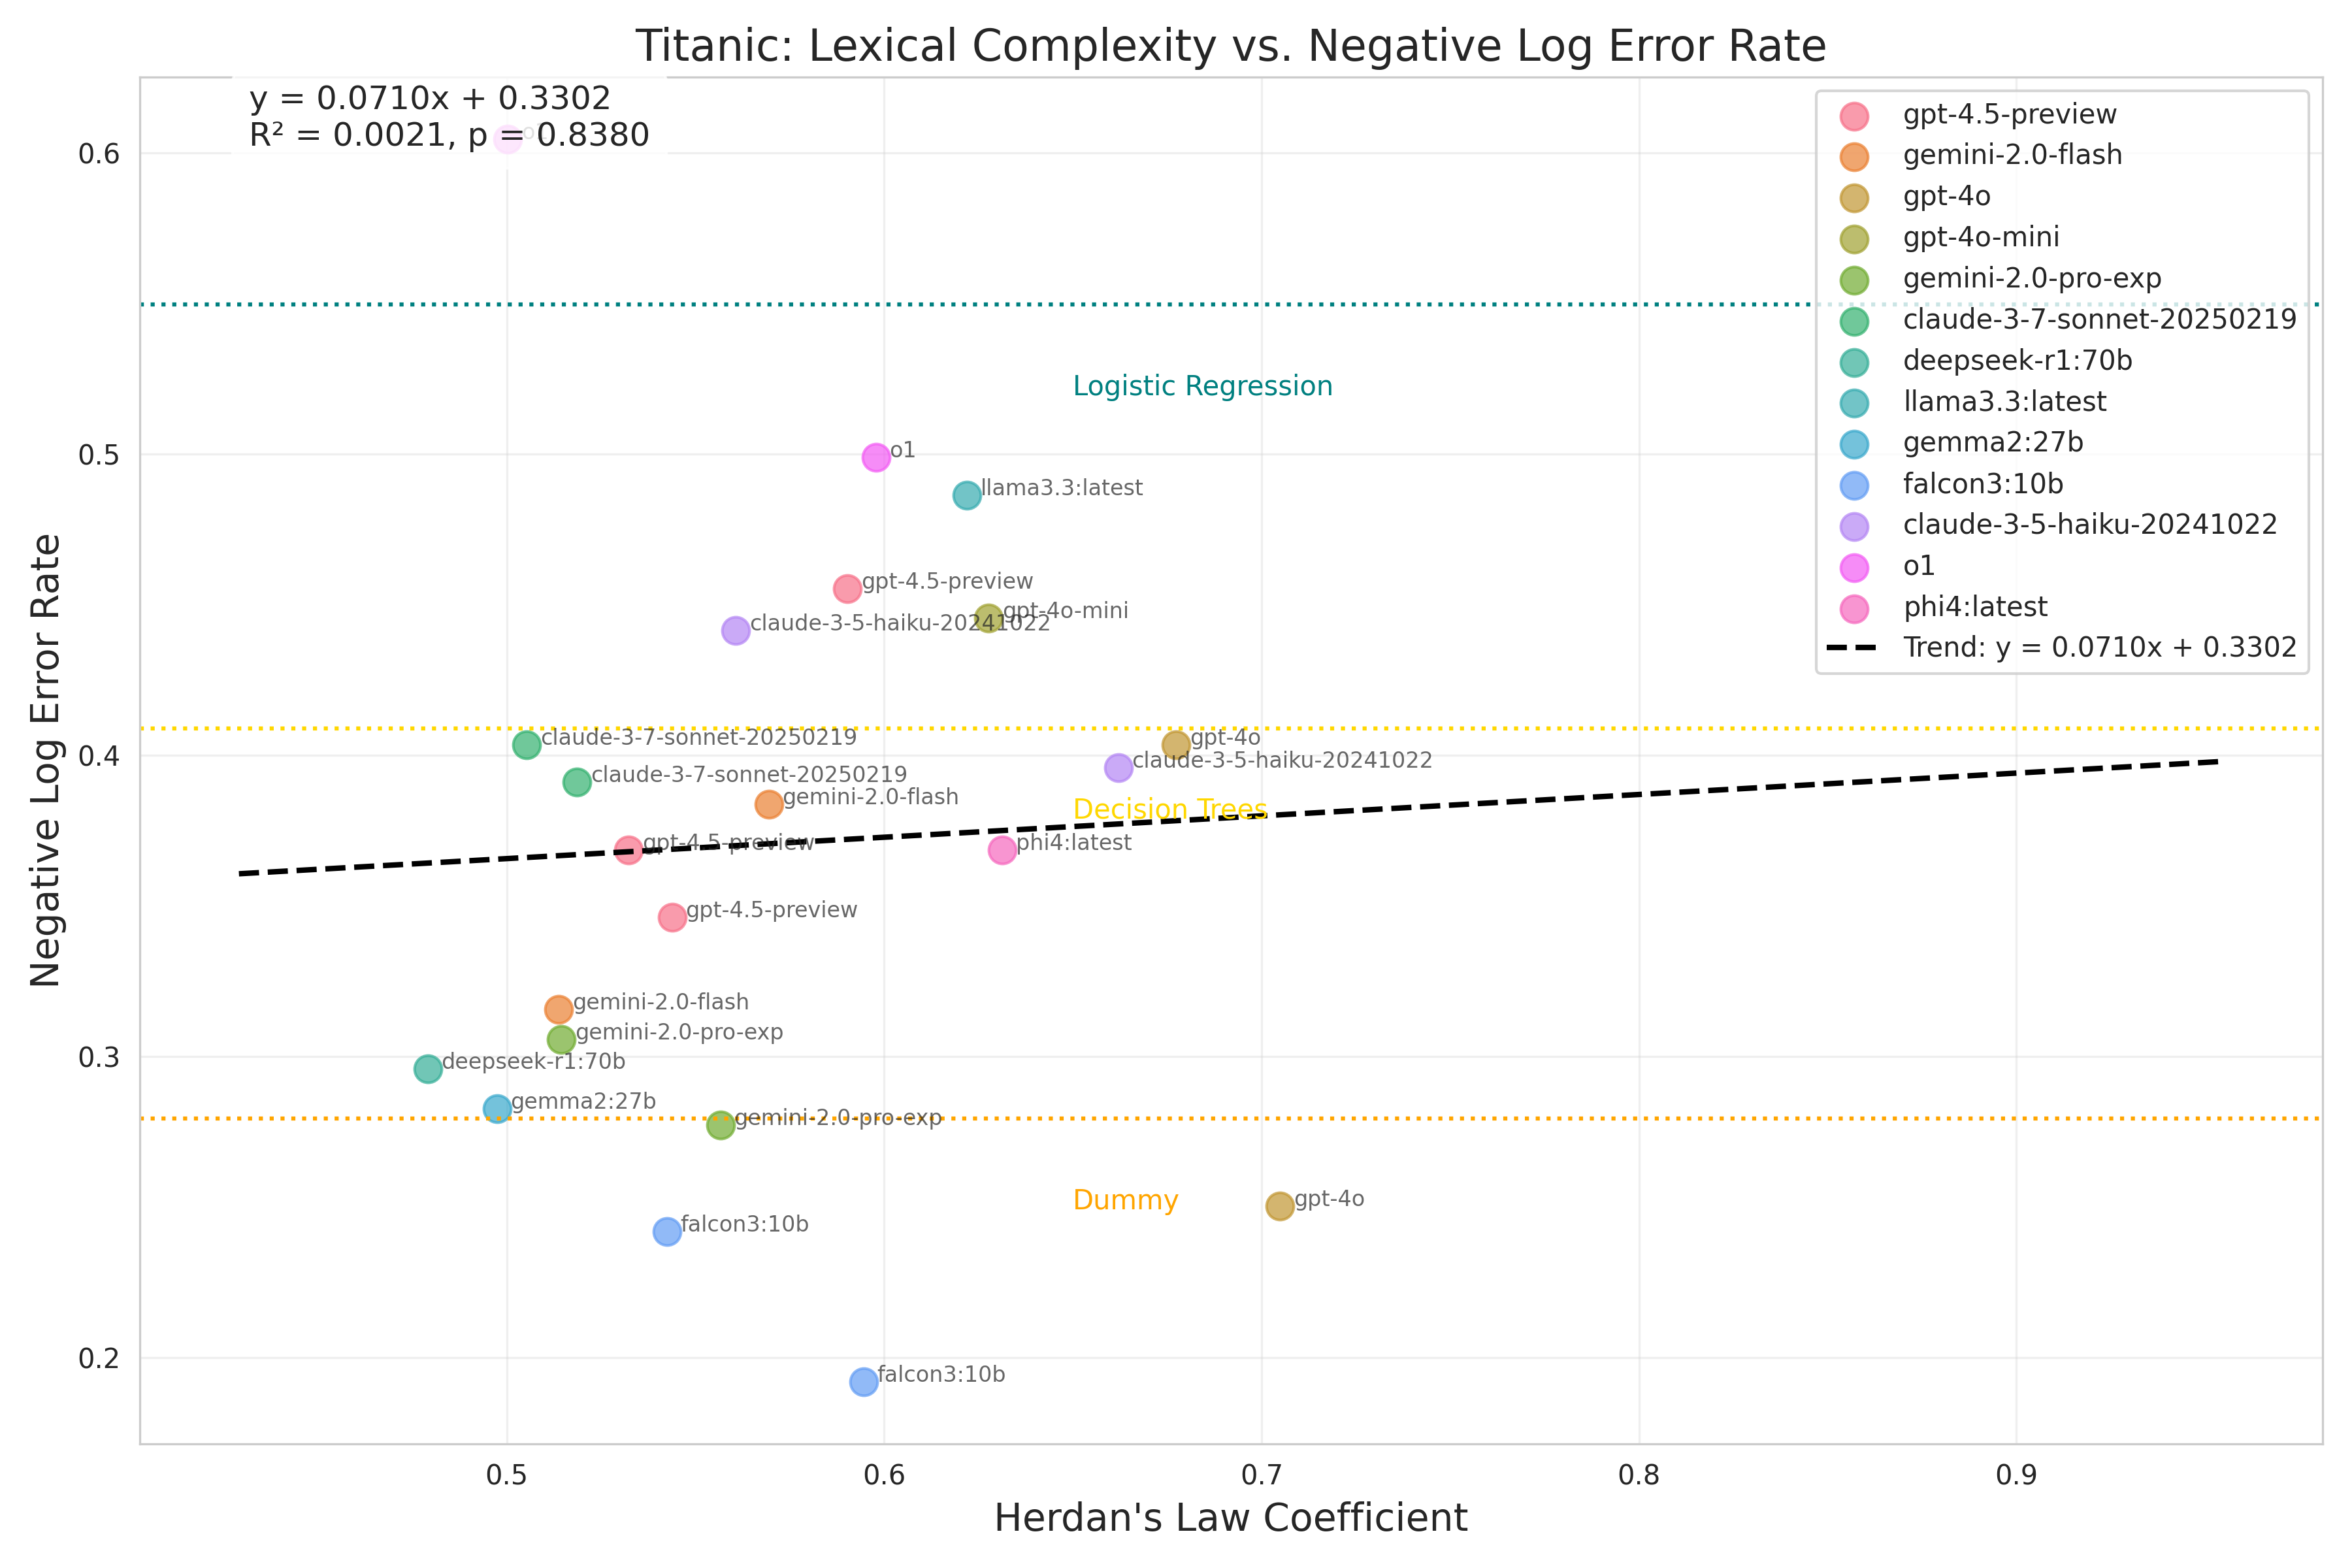 Titanic: Lexical Complexity vs. Negative Log Error Rate
y = 0.0710x + 0.3302
R² = 0.0021, p = 0.8380
o1
gpt-4.5-preview
gemini-2.0-flash
gpt-4o
gpt-4o-mini
gemini-2.0-pro-exp
claude-3-7-sonnet-20250219
deepseek-r1:70b
llama3.3:latest
gemma2:27b
falcon3:10b
claude-3-5-haiku-20241022
o1
phi4:latest
Trend: y = 0.0710x + 0.3302
0.6
0.5
0.4
0.3
0.2
Negative Log Error Rate
Logistic Regression
o1
llama3.3:latest
gpt-4.5-preview
gpt-4o-mini
claude-3-5-haiku-20241022
claude-3-7-sonnet-20250219
gpt-4o
claude-3-5-haiku-20241022
claude-3-7-sonnet-20250219
gemini-2.0-flash
Decision Trees
gpt-4.5-preview
phi4:latest
gpt-4.5-preview
gemini-2.0-flash
gemini-2.0-pro-exp
deepseek-r1:70b
gemma2:27b
gemini-2.0-pro-exp
Dummy
gpt-4o
falcon3:10b
falcon3:10b
0.5
0.6
0.7
0.8
0.9
Herdan's Law Coefficient